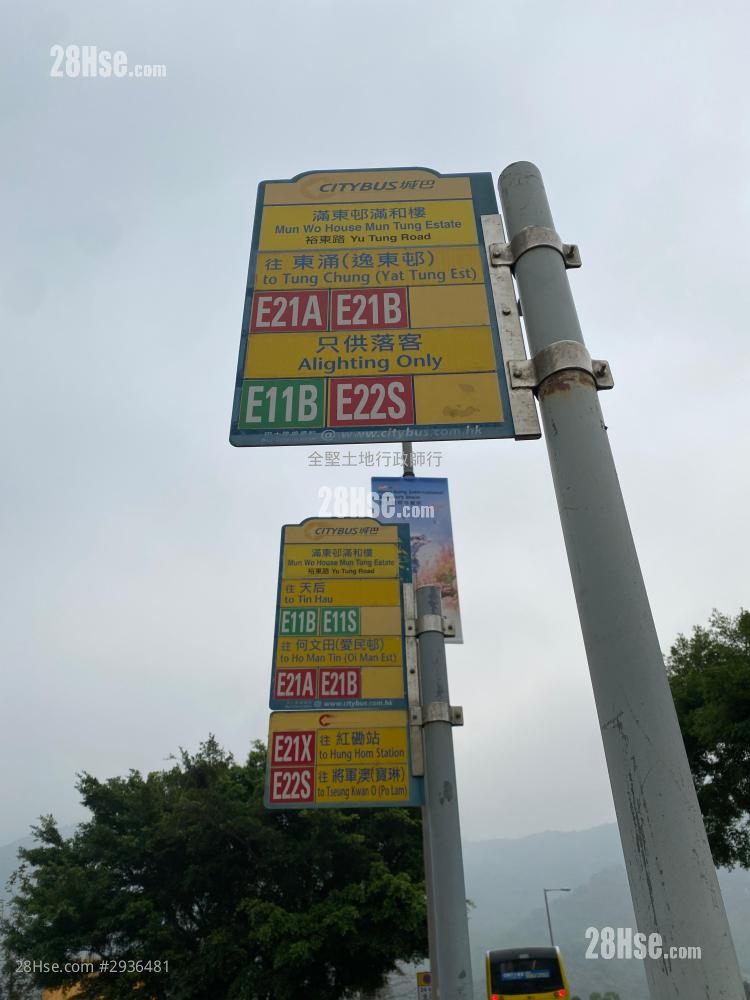 28Hse.com
CITYBUS 城巴
滿東邨滿和樓
Mun Wo House Mun Tung Estate
裕東路 Yu Tung Road
往 東涌(逸東邨)
to Tung Chung (Yat Tung Est)
E21A E21B
只供落客
Alighting Only
E11B E22S
@ www.citybus.com.hk
全堅土地行政師行
28Hse.com
CITYBUS 城巴
滿東邨滿和樓
Mun Wo House Mun Tung Estate
裕東路 Yu Tung Road
往 天后
to Tin Hau
E11B E11S
往 何文田(愛民邨)
to Ho Man Tin (Oi Man Est)
E21A E21B
@ www.citybus.com.hk
E21X 往 紅磡站
to Hung Hom Station
E22S 往 將軍澳(寶琳)
to Tseung Kwan O (Po Lam)
28Hse.com
28Hse.com #2936481